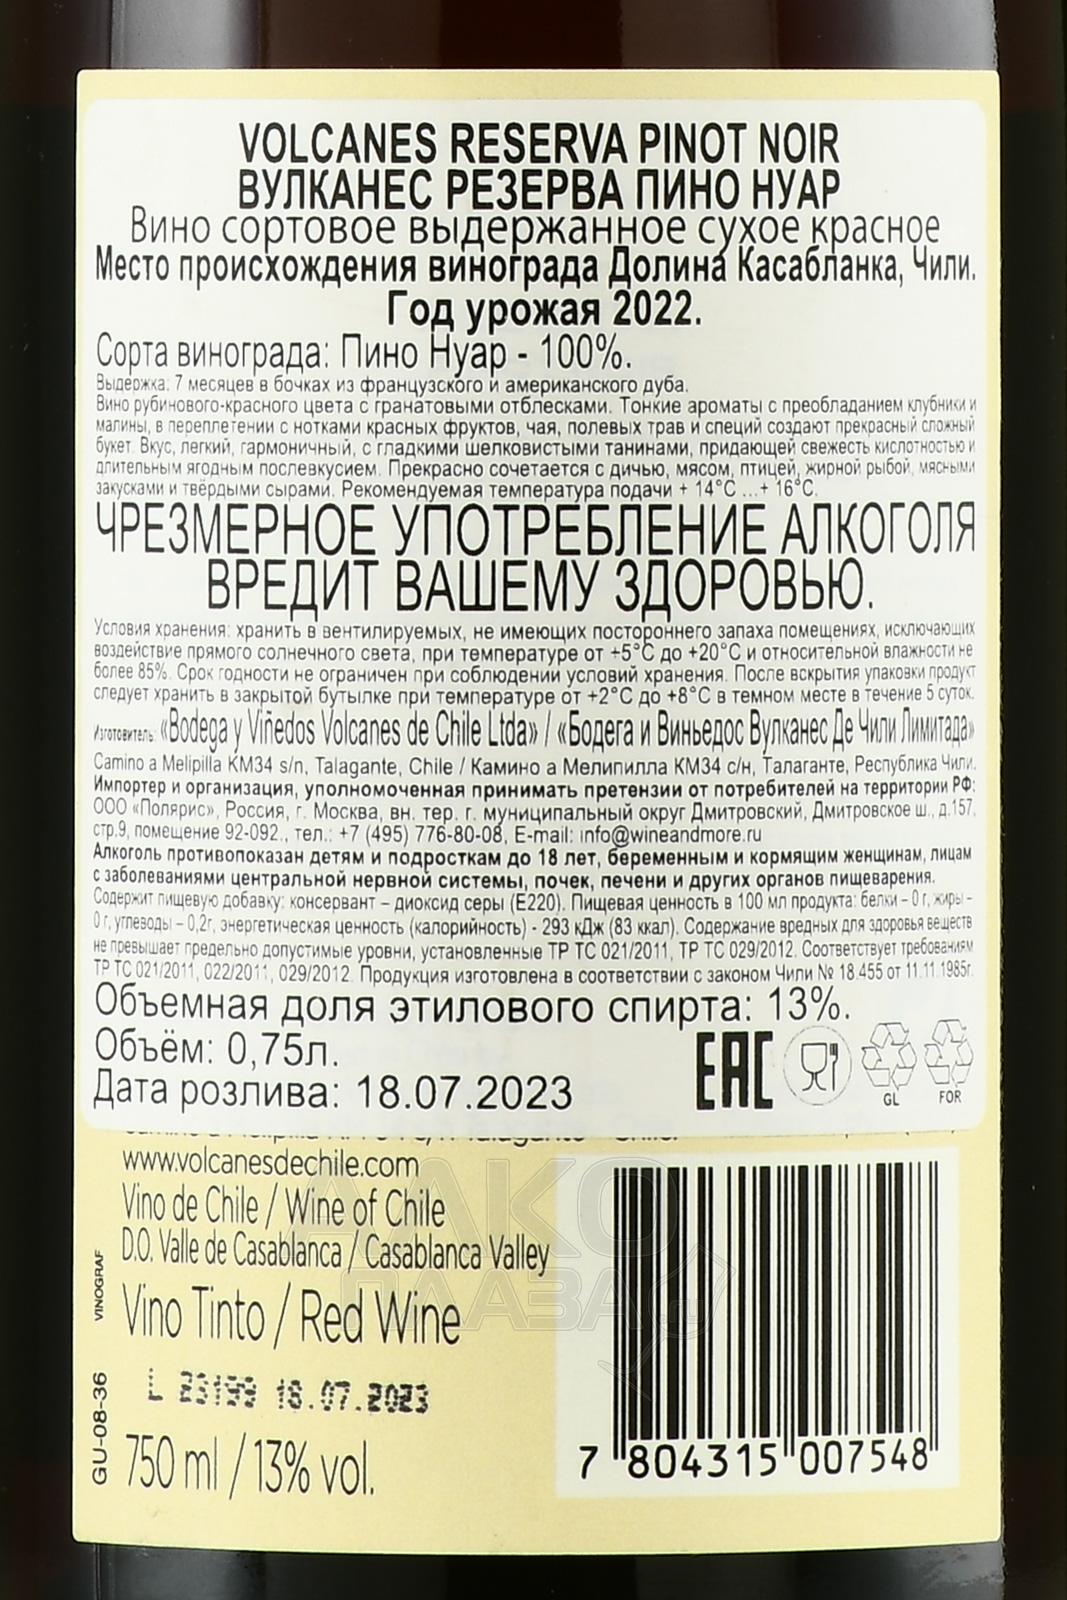 VOLCANES RESERVA PINOT NOIR
ВУЛКАНЕС РЕЗЕРВА ПИНО НУАР
Вино сортовое выдержанное сухое красное
Место происхождения винограда Долина Касабланка, Чили.
Год урожая 2022.
Сорта винограда: Пино Нуар - 100%.
Выдержка: 7 месяцев в бочках из французского и американского дуба.
Вино рубинового-красного цвета с гранатовыми отблесками. Тонкие ароматы с преобладанием клубники и
малины, в переплетении с нотками красных фруктов, чая, полевых трав и специй создают прекрасный сложный
букет. Вкус, легкий, гармоничный, с гладкими шелковистыми танинами, придающей свежесть кислотностью и
длительным ягодным послевкусием. Прекрасно сочетается с дичью, мясом, птицей, жирной рыбой, мясными
закусками и твёрдыми сырами. Рекомендуемая температура подачи + 14°С ...+ 16°С.
ЧРЕЗМЕРНОЕ УПОТРЕБЛЕНИЕ АЛКОГОЛЯ
ВРЕДИТ ВАШЕМУ ЗДОРОВЬЮ.
Условия хранения: хранить в вентилируемых, не имеющих постороннего запаха помещениях, исключающих
воздействие прямого солнечного света, при температуре от +5°С до +20°С и относительной влажности не
более 85%. Срок годности не ограничен при соблюдении условий хранения. После вскрытия упаковки продукт
следует хранить в закрытой бутылке при температуре от +2°С до +8°С в темном месте в течение 5 суток.
Изготовитель: «Bodega y Viñedos Volcanes de Chile Ltda» / «Бодега и Виньедос Вулканес Де Чили Лимитада»
Camino a Melipilla KM34 s/n, Talagante, Chile / Камино а Мелипилла КМ34 с/н, Талаганте, Республика Чили.
Импортер и организация, уполномоченная принимать претензии от потребителей на территории РФ:
ООО «Полярис», Россия, г. Москва, вн. тер. г. муниципальный округ Дмитровский, Дмитровское ш., д.157,
стр.9, помещение 92-092., тел.: +7 (495) 776-80-08, E-mail: info@wineandmore.ru
Алкоголь противопоказан детям и подросткам до 18 лет, беременным и кормящим женщинам, лицам
с заболеваниями центральной нервной системы, почек, печени и других органов пищеварения.
Содержит пищевую добавку: консервант – диоксид серы (Е220). Пищевая ценность в 100 мл продукта: белки – 0 г, жиры –
0 г, углеводы – 0,2г, энергетическая ценность (калорийность) - 293 кДж (83 ккал). Содержание вредных для здоровья веществ
не превышает предельно допустимые уровни, установленные ТР ТС 021/2011, ТР ТС 029/2012. Соответствует требованиям
ТР ТС 021/2011, 022/2011, 029/2012. Продукция изготовлена в соответствии с законом Чили № 18.455 от 11.11.1985г.
Объемная доля этилового спирта: 13%.
Объём: 0,75л.
Дата розлива: 18.07.2023
EAC
GL
FOR
www.volcanesdechile.com
Vino de Chile / Wine of Chile
D.O. Valle de Casablanca / Casablanca Valley
Vino Tinto / Red Wine
L 23199 18.07.2023
750 ml / 13% vol.
VINOGRAF
GU-08-36
7 804315 007548
АЛКО
ПЛАЗА.ru